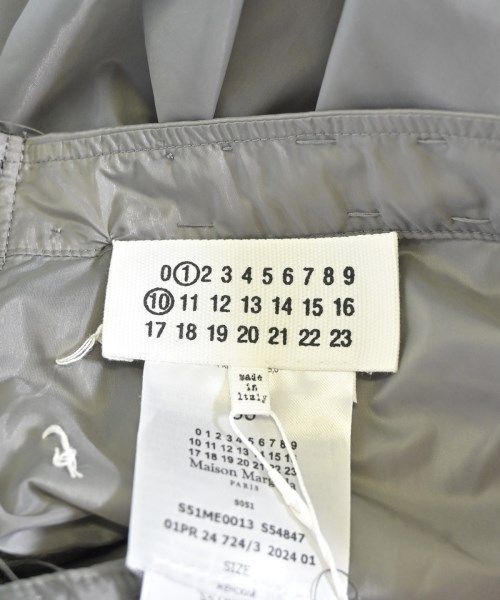 0 1 2 3 4 5 6 7 8 9
10 11 12 13 14 15 16
17 18 19 20 21 22 23
made
in
Italy
0 1 2 3 4 5 6 7 8 9
10 11 12 13 14 15 16
17 18 19 20 21 22 23
Maison Margiela
PARIS
S51ME0013 S54847
01PR 24 724/3 2024 01
SIZE